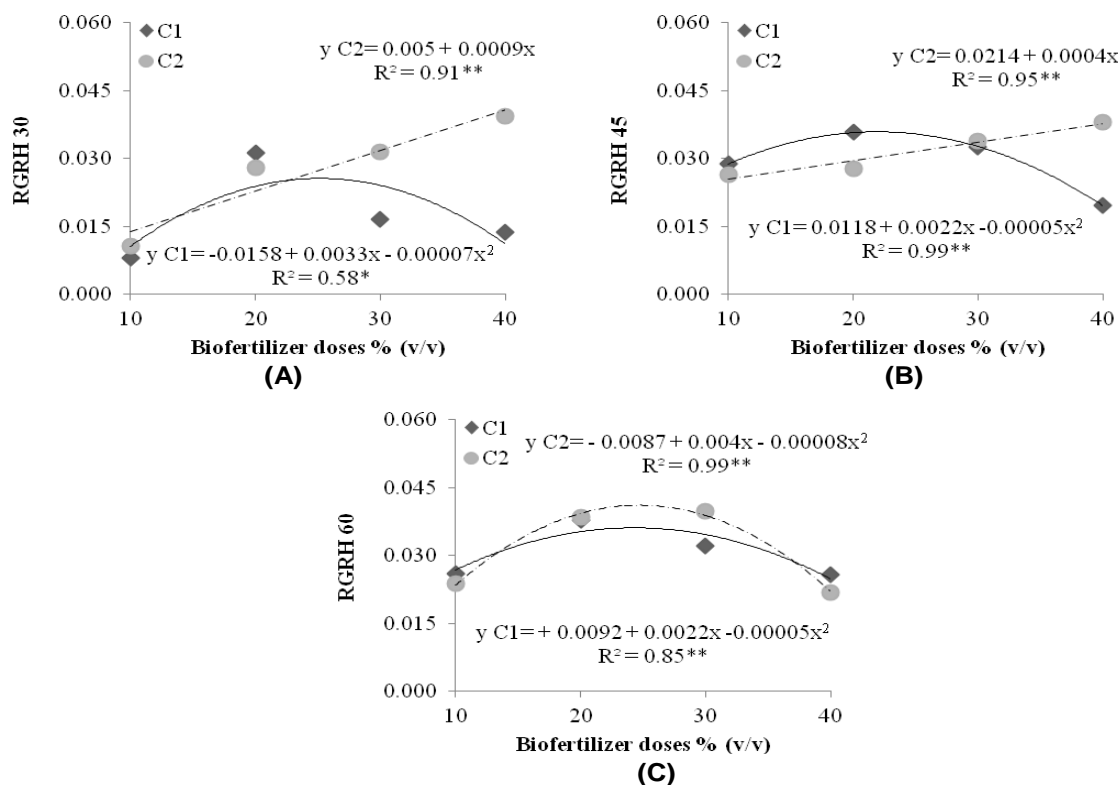 0.060
0.045
0.030
0.015
0.000
RGRH 30
C1
C2
y C2= 0.005 + 0.0009x
R² = 0.91**
y C1= -0.0158 + 0.0033x - 0.00007x²
R² = 0.58*
10 20 30 40
Biofertilizer doses % (v/v)
(A)
0.060
0.045
0.030
0.015
0.000
RGRH 45
C1
C2
y C2= 0.0214 + 0.0004x
R² = 0.95**
y C1= 0.0118 + 0.0022x -0.00005x²
R² = 0.99**
10 20 30 40
Biofertilizer doses % (v/v)
(B)
0.060
0.045
0.030
0.015
0.000
RGRH 60
C1
C2
y C2= - 0.0087 + 0.004x - 0.00008x²
R² = 0.99**
y C1= + 0.0092 + 0.0022x -0.00005x²
R² = 0.85**
10 20 30 40
Biofertilizer doses % (v/v)
(C)